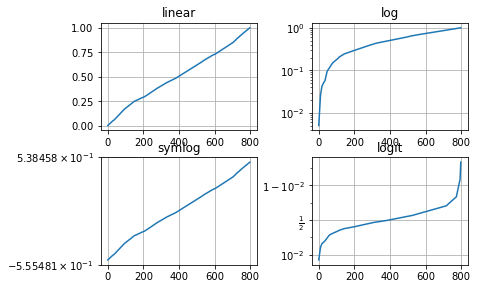 linear
1.00
0.75
0.50
0.25
0.00
0 200 400 600 800
log
10⁰
10⁻¹
10⁻²
0 200 400 600 800
symlog
5.38458 × 10⁻¹
−5.55481 × 10⁻¹
0 200 400 600 800
logit
1 − 10⁻²
½
10⁻²
0 200 400 600 800